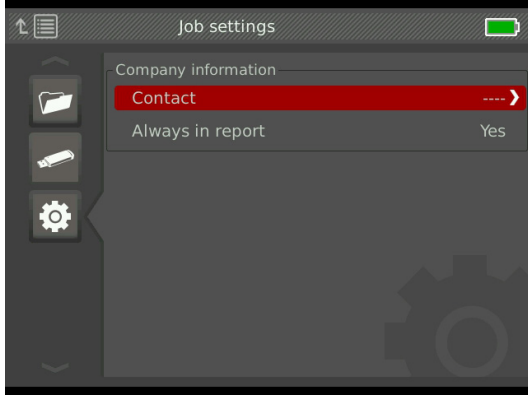 Job settings
Company information
Contact ----
Always in report Yes